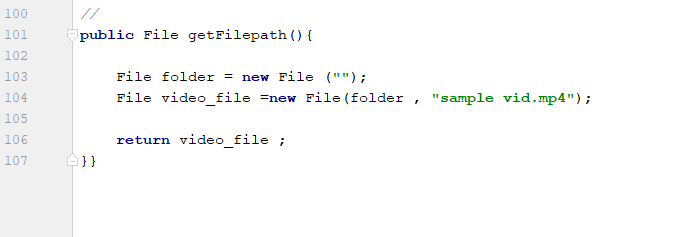 100 //
101 public File getFilepath(){
102
103 File folder = new File ("");
104 File video_file =new File(folder , "sample vid.mp4");
105
106 return video_file ;
107 }}